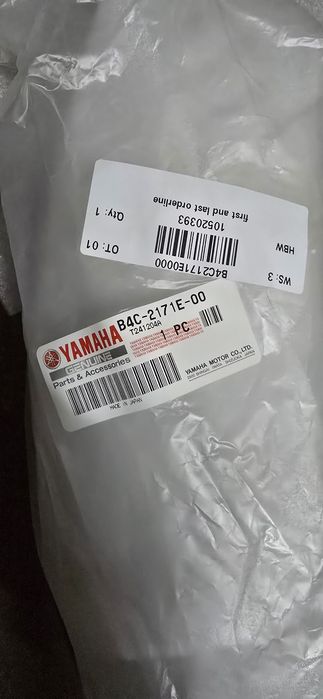 WS: 3
B4C2171E00000
HBW
10520393
first and last orderline
OT: 01
Qty: 1
YAMAHA
GENUINE
Parts & Accessories
B4C-2171E-00
T241204A
1 PC
MADE IN JAPAN
YAMAHA MOTOR CO.,LTD.